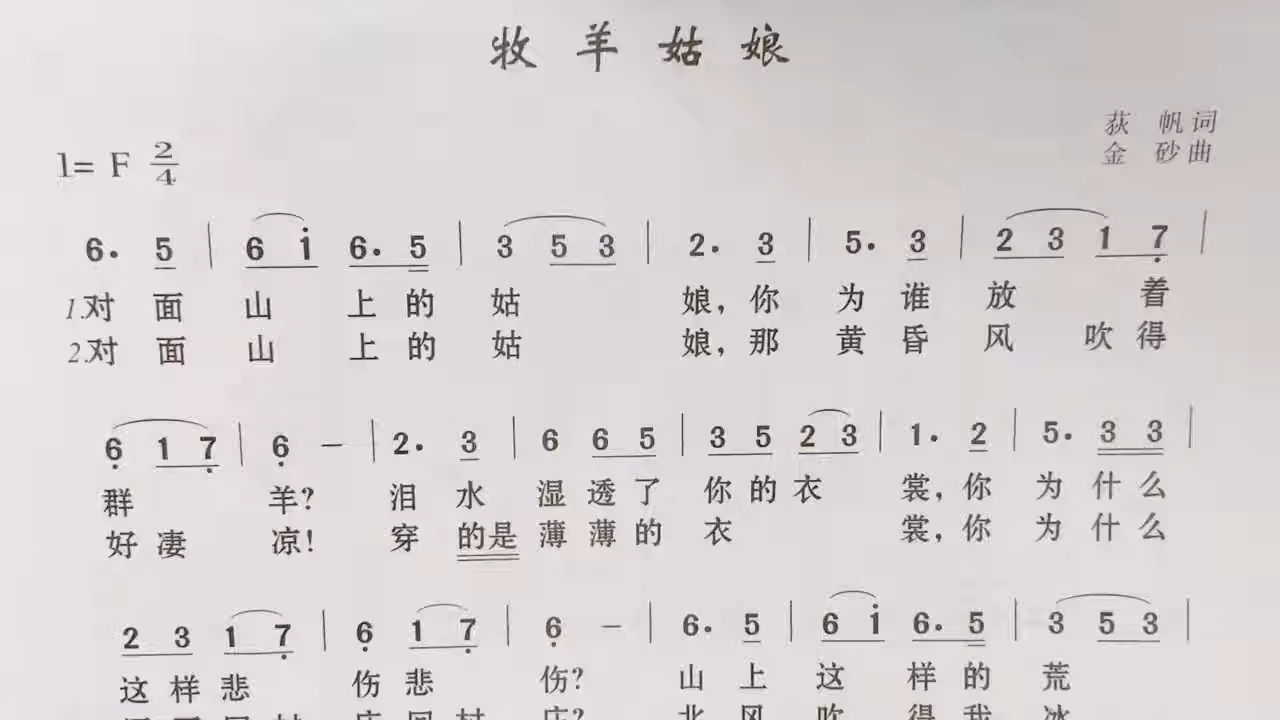 牧羊姑娘
荻 帆词
金 砂曲
1= F 2/4
6. 5 | 6 i 6. 5 | 3 5 3 | 2. 3 | 5. 3 | 2 3 1 7 |
1.对 面 山 上 的 姑 娘, 你 为 谁 放 着
2.对 面 山 上 的 姑 娘, 那 黄 昏 风 吹 得
6 1 7 | 6 – | 2. 3 | 6 6 5 | 3 5 2 3 | 1. 2 | 5. 3 3 |
群 羊? 泪 水 湿 透 了 你 的 衣 裳, 你 为 什 么
好 凄 凉! 穿 的是 薄 薄 的 衣 裳, 你 为 什 么
2 3 1 7 | 6 1 7 | 6 – | 6. 5 | 6 i 6. 5 | 3 5 3 |
这 样 悲 伤 悲 伤? 山 上 这 样 的 荒